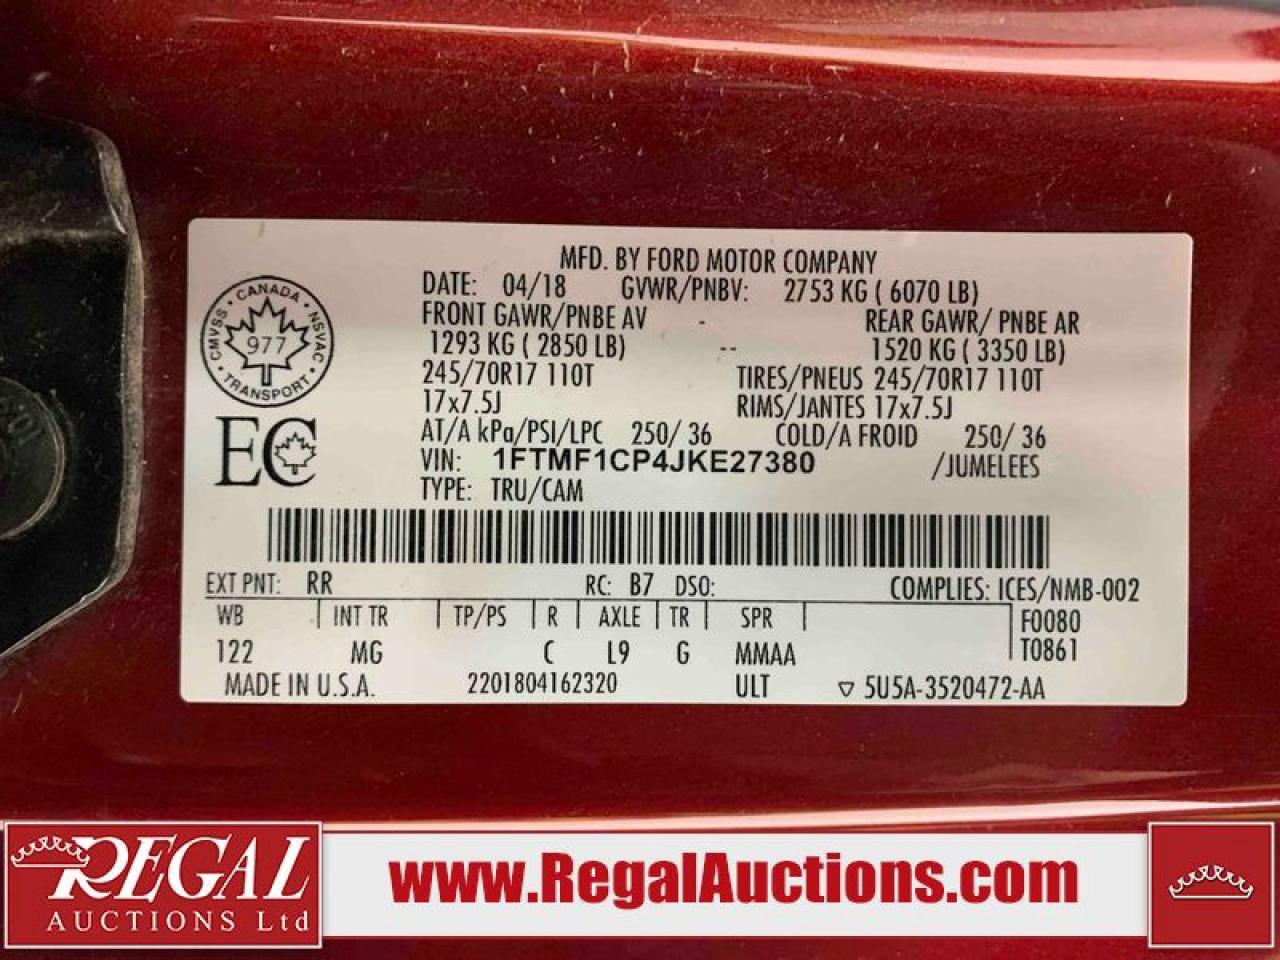 MFD. BY FORD MOTOR COMPANY
DATE: 04/18 GVWR/PNBV: 2753 KG ( 6070 LB)
FRONT GAWR/PNBE AV - REAR GAWR/ PNBE AR
1293 KG ( 2850 LB) -- 1520 KG ( 3350 LB)
245/70R17 110T TIRES/PNEUS 245/70R17 110T
17x7.5J RIMS/JANTES 17x7.5J
AT/A kPa/PSI/LPC 250/ 36 COLD/A FROID 250/ 36
VIN: 1FTMF1CP4JKE27380 /JUMELEES
TYPE: TRU/CAM
CANADA
CMVSS NSVAC
977
TRANSPORT
EC
EXT PNT: RR RC: B7 DSO: COMPLIES: ICES/NMB-002
WB INT TR TP/PS R AXLE TR SPR F0080
122 MG C L9 G MMAA T0861
MADE IN U.S.A. 2201804162320 ULT ▽ 5U5A-3520472-AA
REGAL
AUCTIONS Ltd
www.RegalAuctions.com